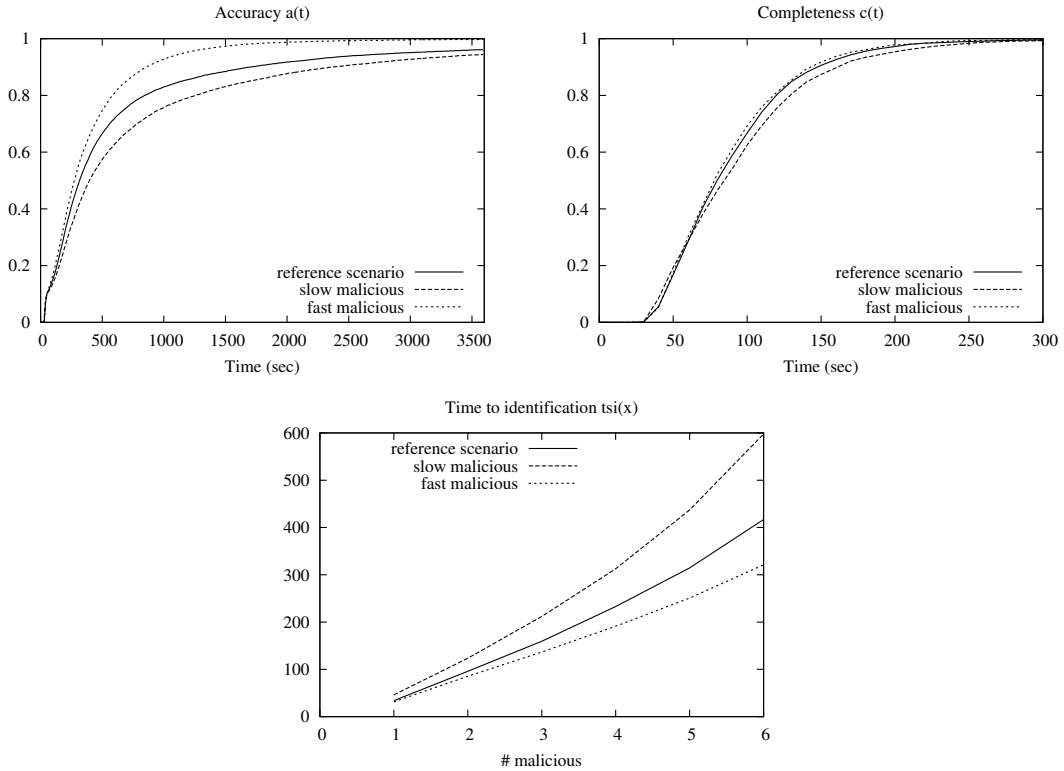 Accuracy a(t)
1
0.8
0.6
0.4
0.2
0
reference scenario
slow malicious
fast malicious
0 500 1000 1500 2000 2500 3000 3500
Time (sec)
Completeness c(t)
1
0.8
0.6
0.4
0.2
0
reference scenario
slow malicious
fast malicious
0 50 100 150 200 250 300
Time (sec)
Time to identification tsi(x)
600
500
400
300
200
100
0
reference scenario
slow malicious
fast malicious
0 1 2 3 4 5 6
# malicious